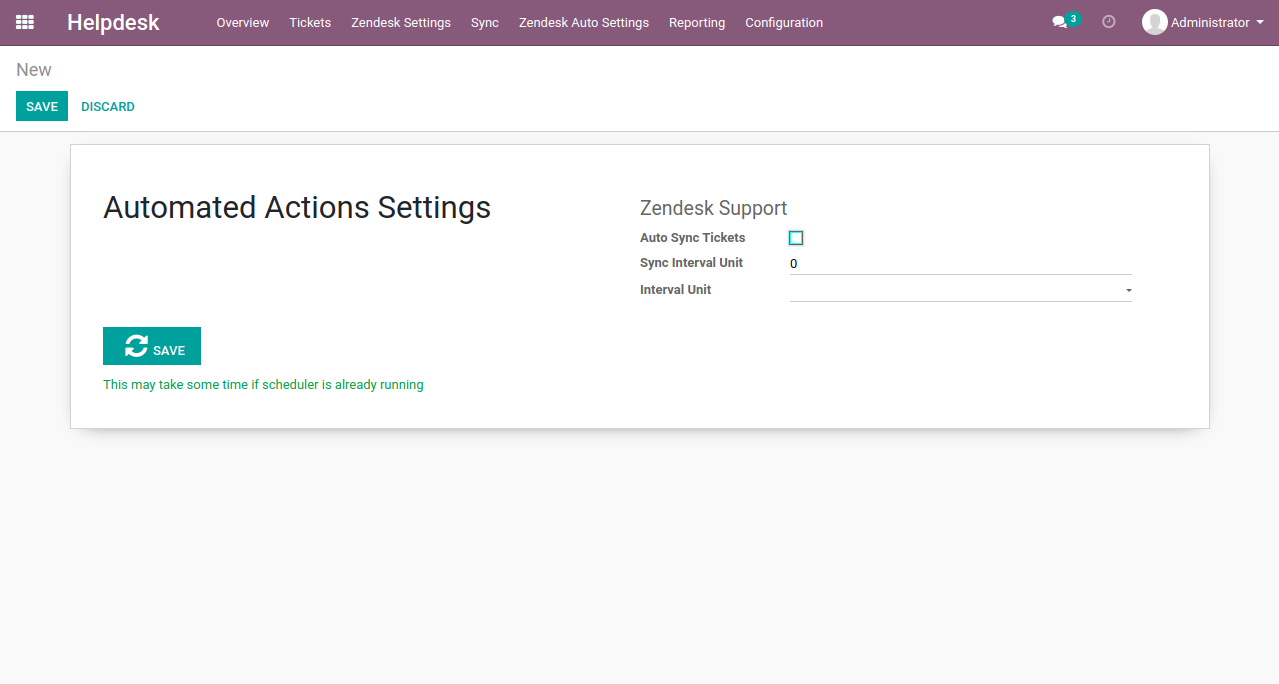 Helpdesk Overview Tickets Zendesk Settings Sync Zendesk Auto Settings Reporting Configuration 3 Administrator
New
SAVE DISCARD
Automated Actions Settings
Zendesk Support
Auto Sync Tickets
Sync Interval Unit 0
Interval Unit
SAVE
This may take some time if scheduler is already running